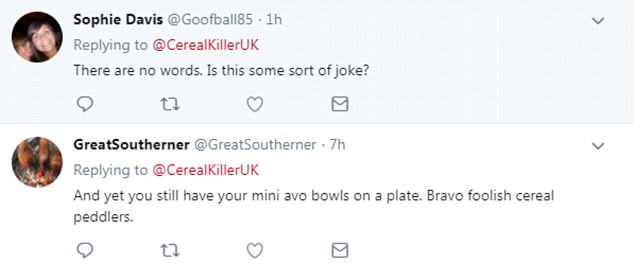 Sophie Davis @Goofball85 · 1h
Replying to @CerealKillerUK
There are no words. Is this some sort of joke?
GreatSoutherner @GreatSoutherner · 7h
Replying to @CerealKillerUK
And yet you still have your mini avo bowls on a plate. Bravo foolish cereal
peddlers.